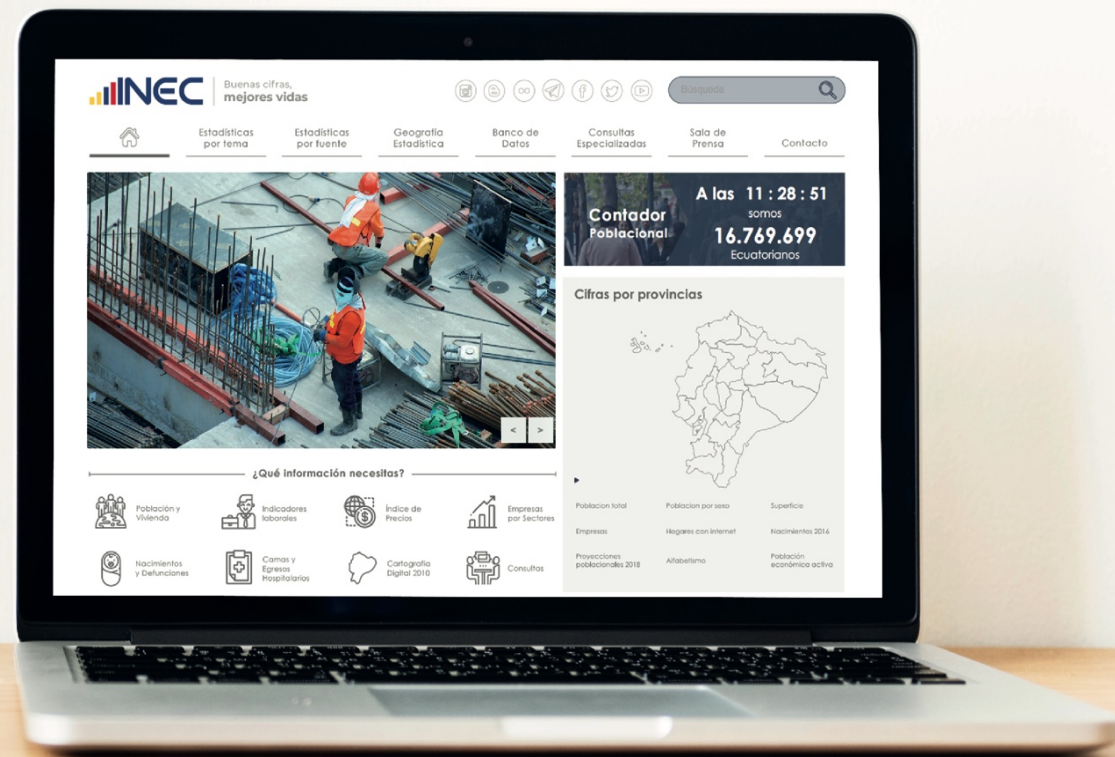 INEC
Buenas cifras,
mejores vidas
Búsqueda
Estadísticas
por tema
Estadísticas
por fuente
Geografía
Estadística
Banco de
Datos
Consultas
Especializadas
Sala de
Prensa
Contacto
Contador
Poblacional
A las 11 : 28 : 51
somos
16.769.699
Ecuatorianos
Cifras por provincias
< >
¿Qué información necesitas?
Población y
Vivienda
Indicadores
laborales
Índice de
Precios
Empresas
por Sectores
Nacimientos
y Defunciones
Camas y
Egresos
Hospitalarios
Cartografía
Digital 2010
Consultas
Poblacion total
Poblacion por sexo
Superficie
Empresas
Hogares con internet
Nacimientos 2016
Proyecciones
poblacionales 2018
Alfabetismo
Población
económica activa